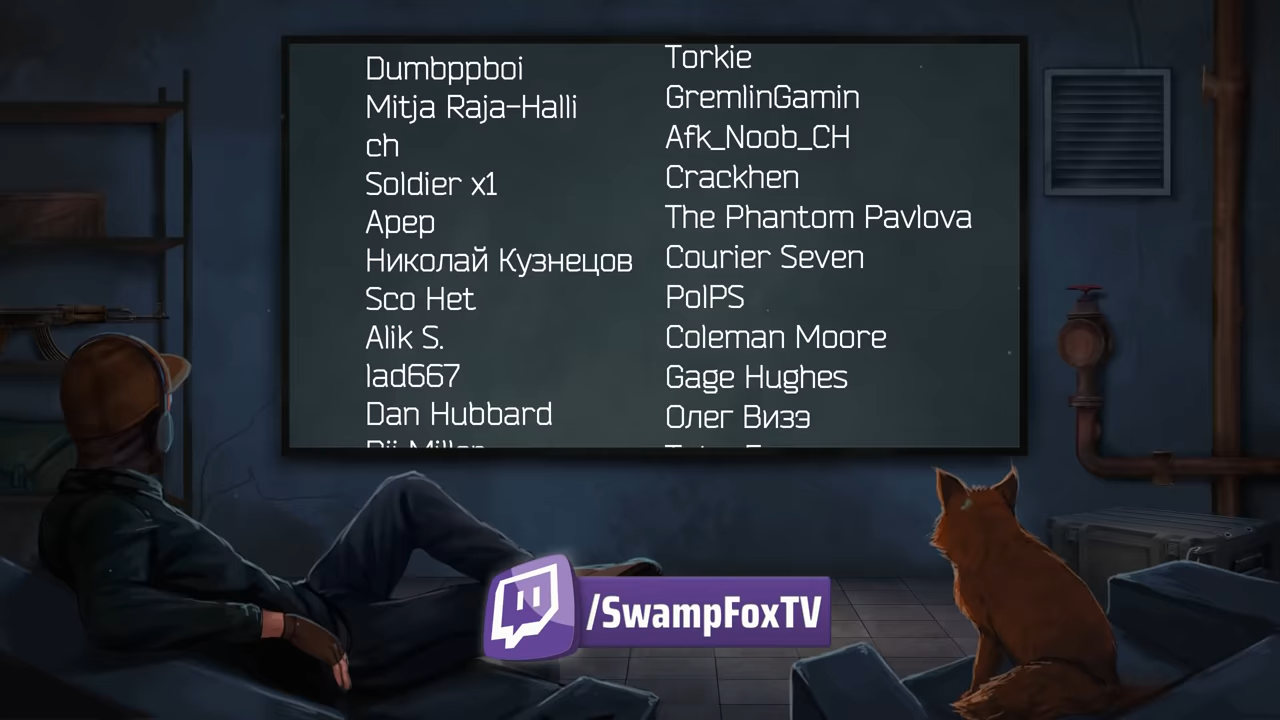 Dumbppboi
Mitja Raja-Halli
ch
Soldier x1
Apep
Николай Кузнецов
Sco Het
Alik S.
lad667
Dan Hubbard
Torkie
GremlinGamin
Afk_Noob_CH
Crackhen
The Phantom Pavlova
Courier Seven
PolPS
Coleman Moore
Gage Hughes
Олег Визэ
/SwampFoxTV